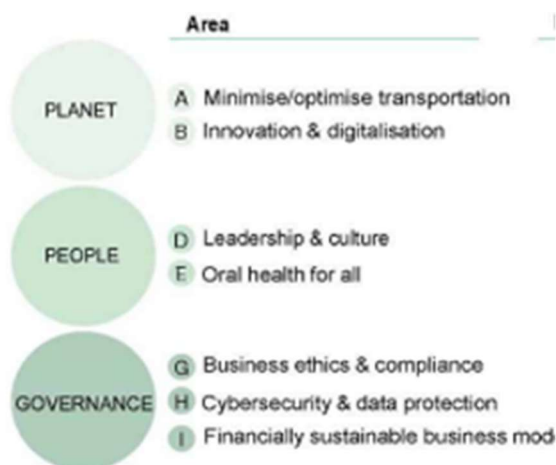 Area
PLANET
A Minimise/optimise transportation
B Innovation & digitalisation
PEOPLE
D Leadership & culture
E Oral health for all
GOVERNANCE
G Business ethics & compliance
H Cybersecurity & data protection
I Financially sustainable business mod